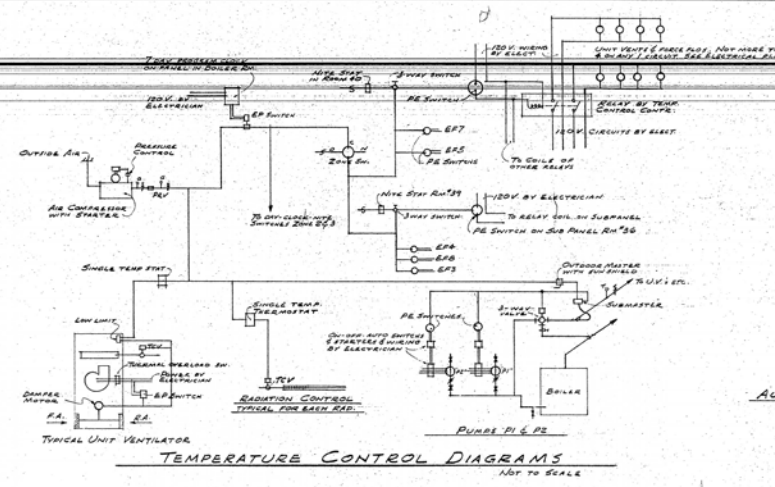 7 DAY PROGRAM CLOCK
ON PANEL IN BOILER RM.
120V. BY
ELECTRICIAN
EP SWITCH
NITE STAT
IN ROOM 40
3-WAY SWITCH
120V. WIRING
BY ELECT.
PE SWITCH
UNIT VENTS & FORCE FLOS. NOT MORE T
4 ON ANY 1 CIRCUIT SEE ELECTRICAL PL
RELAY BY TEMP.
CONTROL CONTR.
120V. CIRCUITS BY ELECT.
TO COILS OF
OTHER RELAYS
EF7
EF5
PE SWITCHS
ZONE SW.
OUTSIDE AIR
PRESSURE
CONTROL
PRV
AIR COMPRESSOR
WITH STARTER
TO DAY-CLOCK-NITE
SWITCHES ZONE 2&3
NITE STAT RM #39
3 WAY SWITCH
120V. BY ELECTRICIAN
TO RELAY COIL ON SUBPANEL
PE SWITCH ON SUB PANEL RM #36
EF4
EF8
EF3
SINGLE TEMP STAT
OUTDOOR MASTER
WITH SUN SHIELD
TO U.V.'S ETC.
SUBMASTER
3-WAY
VALVE
PE SWITCHES
SINGLE TEMP.
THERMOSTAT
LOW LIMIT
TCV
THERMAL OVERLOAD SW.
POWER BY
ELECTRICIAN
EP SWITCH
DAMPER
MOTOR
F.A.
R.A.
TYPICAL UNIT VENTILATOR
ON-OFF-AUTO SWITCHS
& STARTERS & WIRING
BY ELECTRICIAN
TCV
RADIATION CONTROL
TYPICAL FOR EACH RAD.
P2
P1
BOILER
PUMPS P1 & P2
TEMPERATURE CONTROL DIAGRAMS
NOT TO SCALE